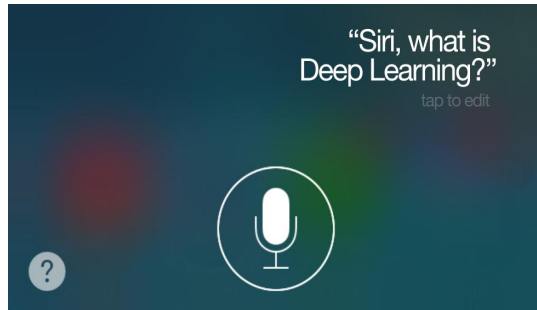 “Siri, what is
Deep Learning?”
tap to edit
?